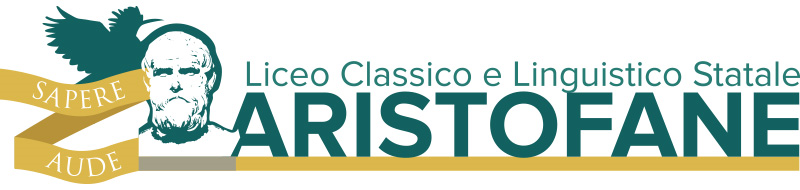 SAPERE
AUDE
Liceo Classico e Linguistico Statale
ARISTOFANE